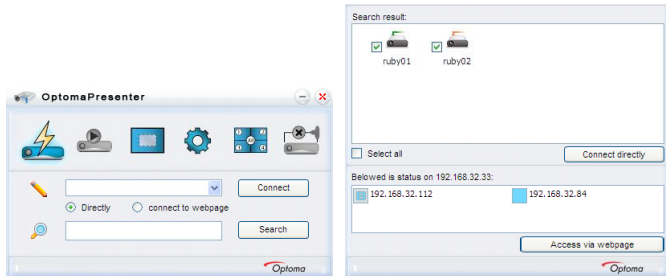 OptomaPresenter
Connect
Directly
connect to webpage
Search
Optoma
Search result:
ruby01
ruby02
Select all
Connect directly
Belowed is status on 192.168.32.33:
192.168.32.112
192.168.32.84
Access via webpage
Optoma